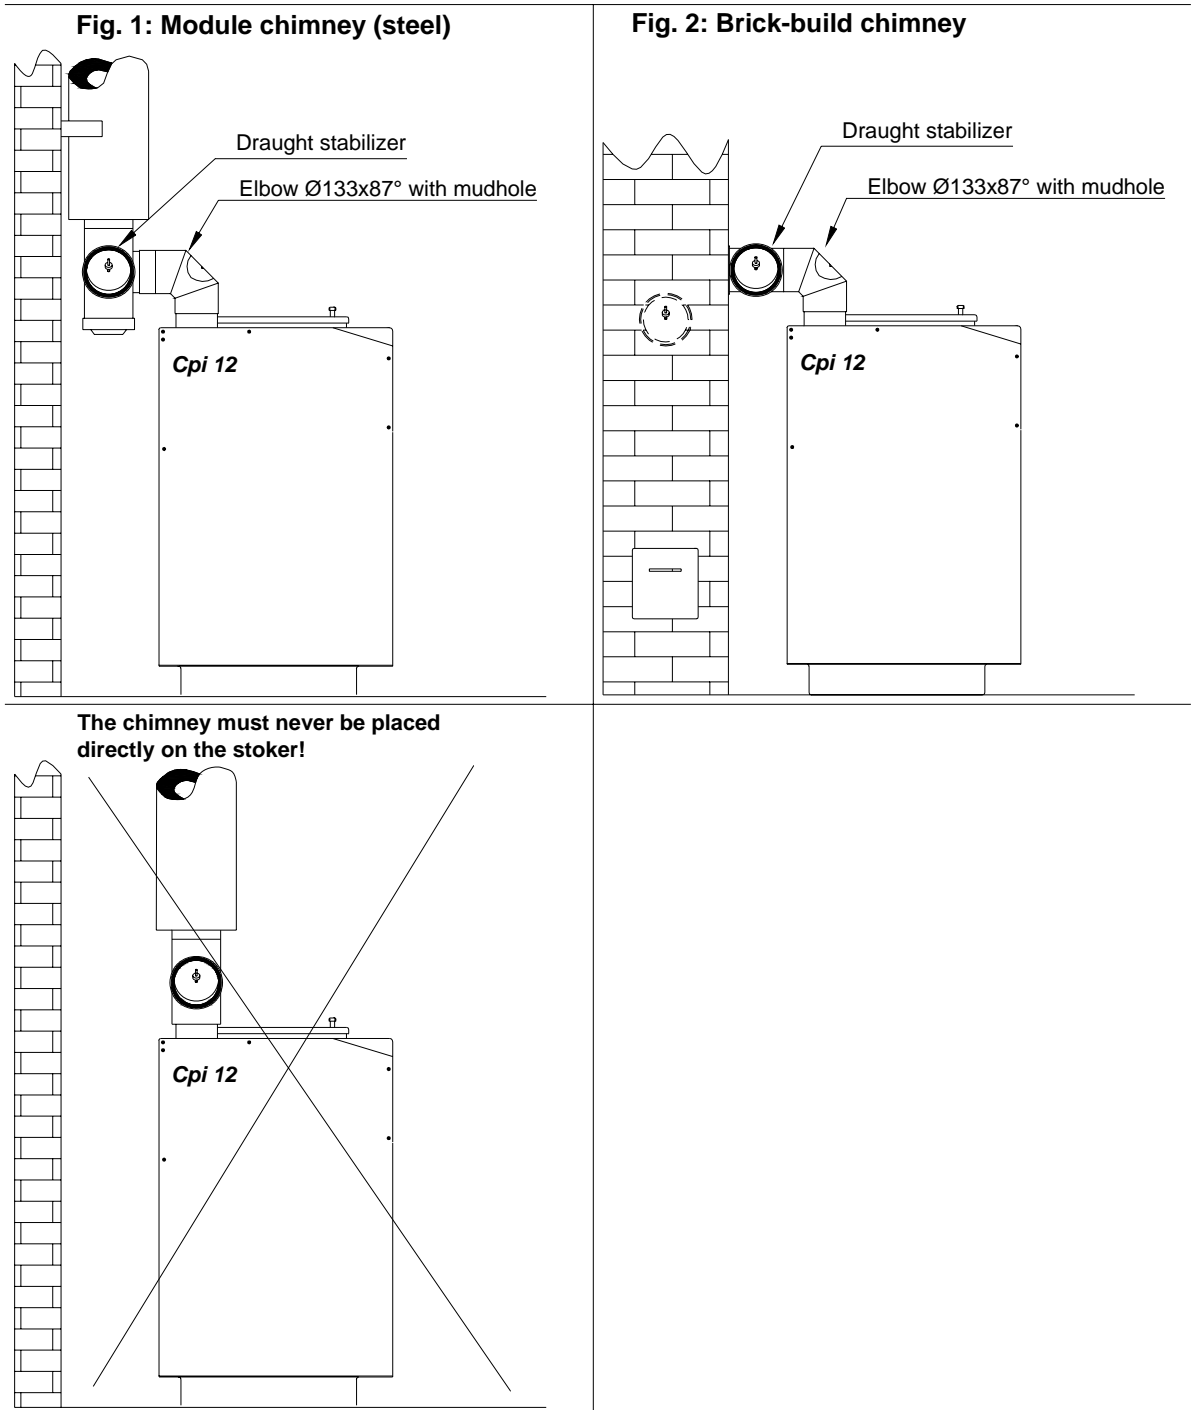 Fig. 1: Module chimney (steel)
Draught stabilizer
Elbow Ø133x87° with mudhole
Cpi 12
Fig. 2: Brick-build chimney
Draught stabilizer
Elbow Ø133x87° with mudhole
Cpi 12
The chimney must never be placed
directly on the stoker!
Cpi 12